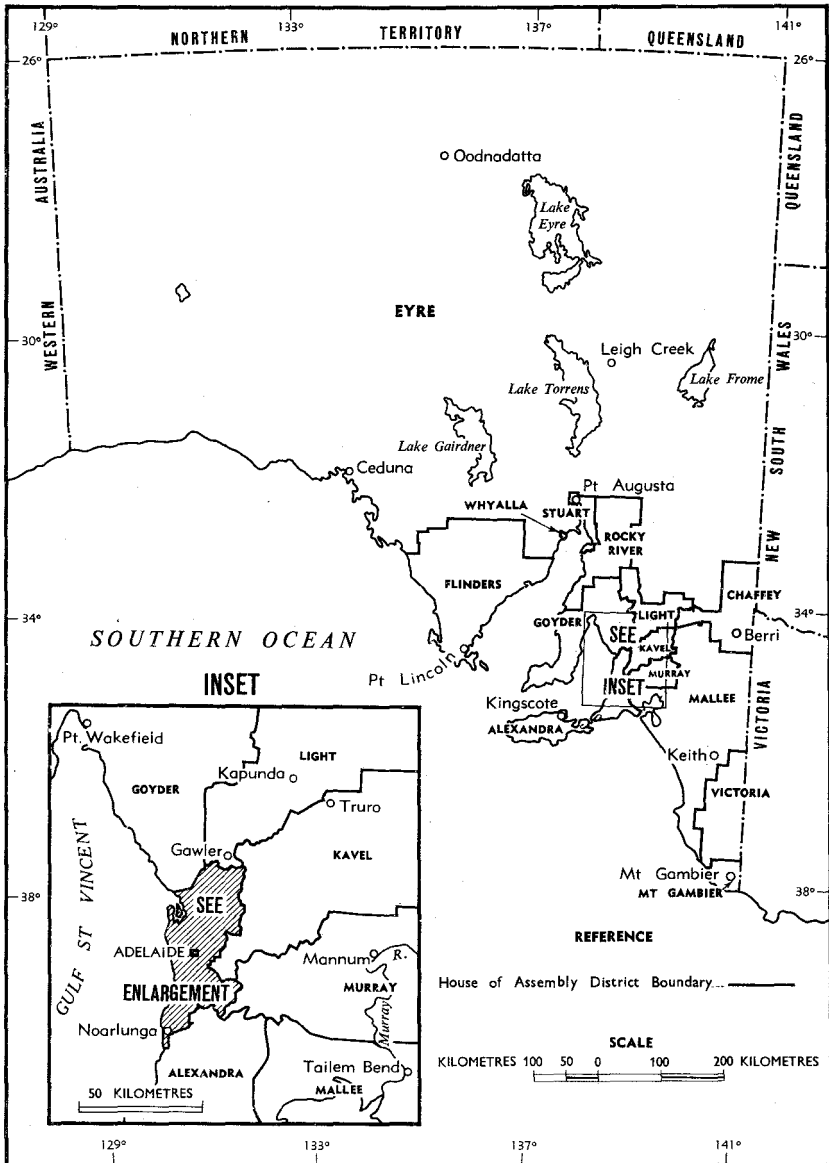 129°
133°
137°
141°
NORTHERN TERRITORY
QUEENSLAND
26°
26°
AUSTRALIA
QUEENSLAND
Oodnadatta
Lake
Eyre
EYRE
WESTERN
30°
30°
Leigh Creek
NEW SOUTH WALES
Lake Torrens
Lake Frome
Lake Gairdner
Ceduna
Pt Augusta
WHYALLA
STUART
ROCKY
RIVER
FLINDERS
CHAFFEY
34°
34°
GOYDER
LIGHT
SEE
KAVEL
Berri
SOUTHERN OCEAN
Pt Lincoln
MURRAY
INSET
INSET
MALLEE
VICTORIA
Kingscote
ALEXANDRA
Keith
VICTORIA
Mt Gambier
MT GAMBIER
38°
38°
Pt. Wakefield
LIGHT
Kapunda
GOYDER
Truro
Gawler
KAVEL
GULF ST VINCENT
SEE
ADELAIDE
Mannum
R.
ENLARGEMENT
MURRAY
Murray
Noarlunga
ALEXANDRA
Tailem Bend
MALLEE
50 KILOMETRES
REFERENCE
House of Assembly District Boundary...
SCALE
KILOMETRES 100 50 0 100 200 KILOMETRES
129°
133°
137°
141°